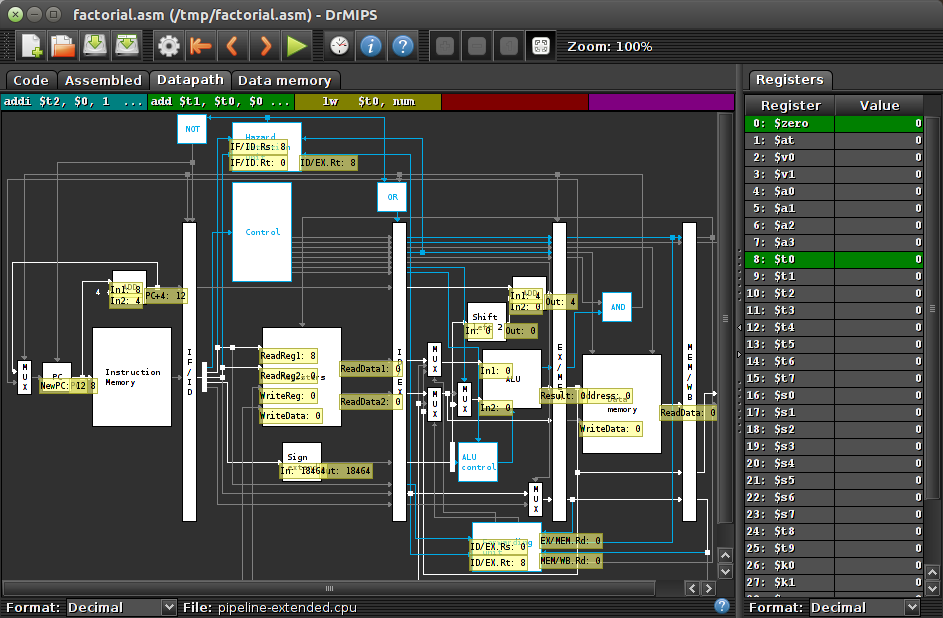 factorial.asm (/tmp/factorial.asm) - DrMIPS
Zoom: 100%
Code Assembled Datapath Data memory
addi $t2, $0, 1 ... add $t1, $t0, $0 ... lw $t0, num
NOT
IF/ID.Rs: 8
IF/ID.Rt: 0
ID/EX.Rt: 8
OR
Control
In1: 8
In2: 4
4
PC+4: 12
In1: 4
In2: 0
Out: 4
AND
Shift
In: 0
Out: 0
IF/ID
EX/MEM
MEM/WB
MUX
PC
NewPC:
Instruction
Memory
ReadReg1: 8
ReadReg2: 0
WriteReg: 0
WriteData: 0
ReadData1: 0
ReadData2: 0
MUX
MUX
MUX
In1: 0
ALU
In2: 0
Result: 0
Address: 0
memory
WriteData: 0
ReadData: 0
Sign
In: 18464
Out: 18464
ALU
control
MUX
ID/EX.Rs: 0
ID/EX.Rt: 8
EX/MEM.Rd: 0
MEM/WB.Rd: 0
Format: Decimal File: pipeline-extended.cpu
Registers
Register Value
0: $zero 0
1: $at 0
2: $v0 0
3: $v1 0
4: $a0 0
5: $a1 0
6: $a2 0
7: $a3 0
8: $t0 0
9: $t1 0
10: $t2 0
11: $t3 0
12: $t4 0
13: $t5 0
14: $t6 0
15: $t7 0
16: $s0 0
17: $s1 0
18: $s2 0
19: $s3 0
20: $s4 0
21: $s5 0
22: $s6 0
23: $s7 0
24: $t8 0
25: $t9 0
26: $k0 0
27: $k1 0
Format: Decimal